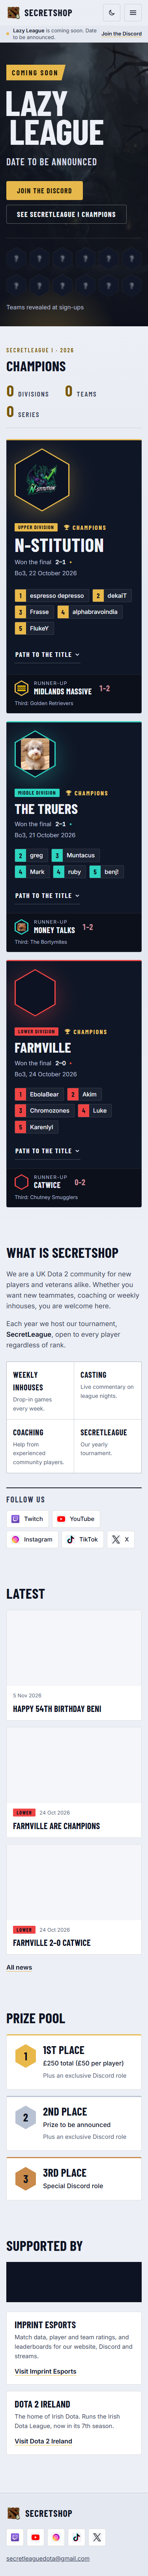 SECRETSHOP
Lazy League is coming soon. Date to be announced.
Join the Discord
COMING SOON
LAZY
LEAGUE
DATE TO BE ANNOUNCED
JOIN THE DISCORD
SEE SECRETLEAGUE I CHAMPIONS
Teams revealed at sign-ups
SECRETLEAGUE I · 2026
CHAMPIONS
0 DIVISIONS
0 TEAMS
0 SERIES
UPPER DIVISION
CHAMPIONS
N-STITUTION
Won the final 2–1
Bo3, 2 October 2026
1 espresso depresso
2 dekalT
3 Frasse
4 alphabravoindia
5 FlukeY
PATH TO THE TITLE
RUNNER-UP
MIDLANDS MASSIVE
1–2
Third: Golden Retrievers
MIDDLE DIVISION
CHAMPIONS
THE TRUERS
Won the final 2–1
Bo3, 21 October 2026
2 greg
3 Muntacus
4 Mark
4 ruby
5 benj!
PATH TO THE TITLE
RUNNER-UP
MONEY TALKS
1–2
Third: The Bortymites
LOWER DIVISION
CHAMPIONS
FARMVILLE
Won the final 2–0
Bo3, 24 October 2026
1 EbolaBear
2 Akim
3 Chromozones
4 Luke
5 Karenlyl
PATH TO THE TITLE
RUNNER-UP
CATWICE
0–2
Third: Chutney Smugglers
WHAT IS SECRETSHOP
We are a UK Dota 2 community for new
players and veterans alike. Whether you
want new teammates, coaching or weekly
inhouses, you are welcome here.
Each year we host our tournament,
SecretLeague, open to every player
regardless of rank.
WEEKLY
INHOUSES
Drop-in games
every week.
CASTING
Live commentary on
league nights.
COACHING
Help from
experienced
community players.
SECRETLEAGUE
Our yearly
tournament.
FOLLOW US
Twitch
YouTube
Instagram
TikTok
X
LATEST
5 Nov 2026
HAPPY 54TH BIRTHDAY BENI
LOWER 24 Oct 2026
FARMVILLE ARE CHAMPIONS
LOWER 24 Oct 2026
FARMVILLE 2–0 CATWICE
All news
PRIZE POOL
1
1ST PLACE
£250 total (£50 per player)
Plus an exclusive Discord role
2
2ND PLACE
Prize to be announced
Plus an exclusive Discord role
3
3RD PLACE
Special Discord role
SUPPORTED BY
IMPRINT ESPORTS
Match data, player and team ratings, and
leaderboards for our website, Discord and
streams.
Visit Imprint Esports
DOTA 2 IRELAND
The home of Irish Dota. Runs the Irish
Dota League, now in its 7th season.
Visit Dota 2 Ireland
SECRETSHOP
secretleaguedota@gmail.com